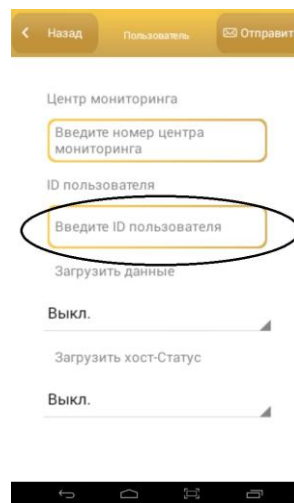 Назад
Пользователь
Отправит
Центр мониторинга
Введите номер центра
мониторинга
ID пользователя
Введите ID пользователя
Загрузить данные
Выкл.
Загрузить хост-Статус
Выкл.